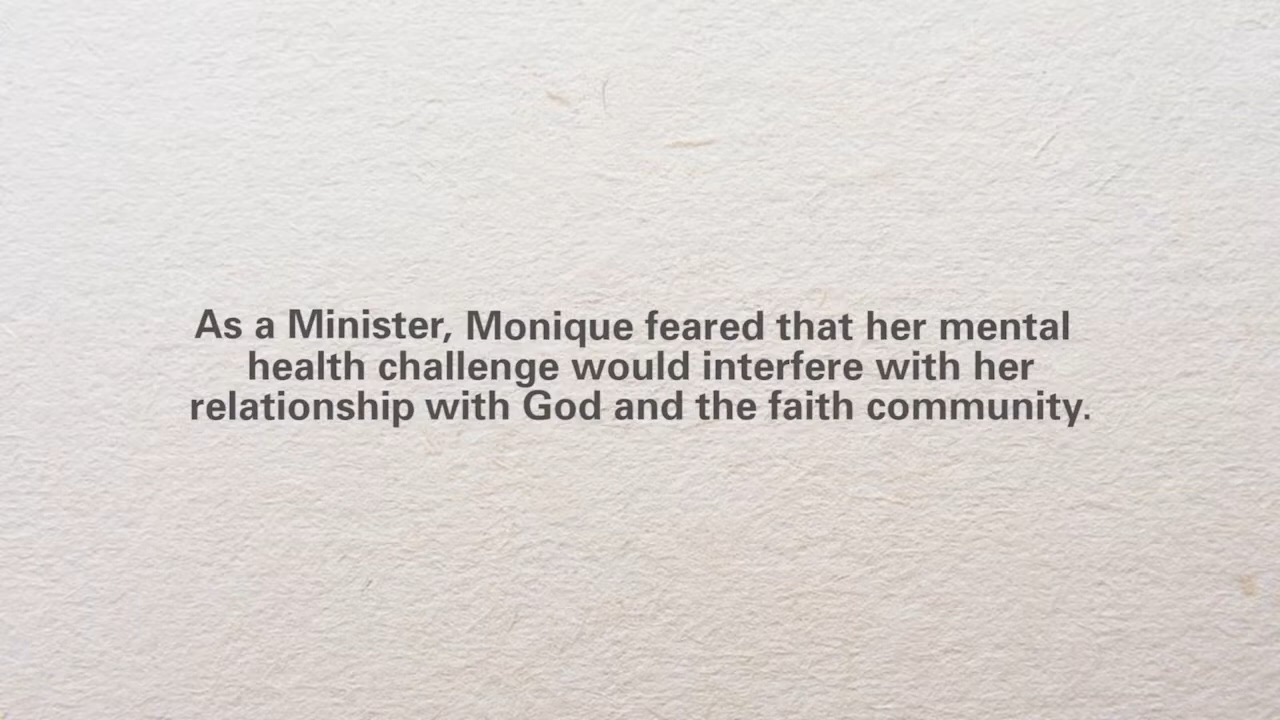 As a Minister, Monique feared that her mental
health challenge would interfere with her
relationship with God and the faith community.